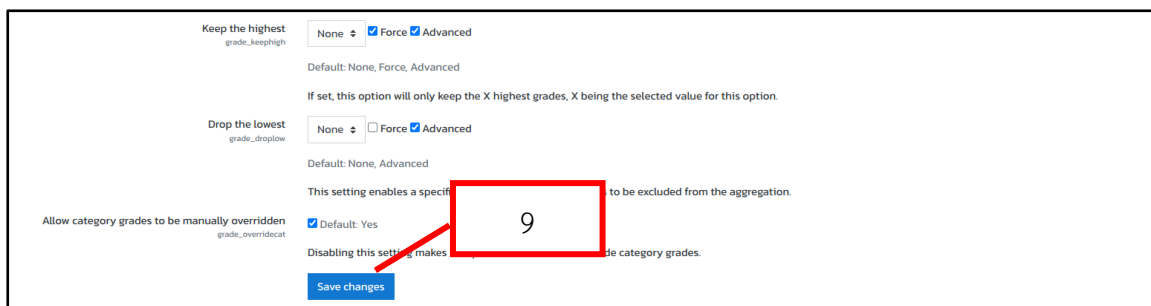 Keep the highest None Force Advanced
grade_keephigh
Default: None, Force, Advanced
If set, this option will only keep the X highest grades, X being the selected value for this option.
Drop the lowest None Force Advanced
grade_droplow
Default: None, Advanced
This setting enables a to be excluded from the aggregation.
Allow category grades to be manually overridden Default: Yes
grade_overridecat
9
Disabling this setting makes category grades.
Save changes